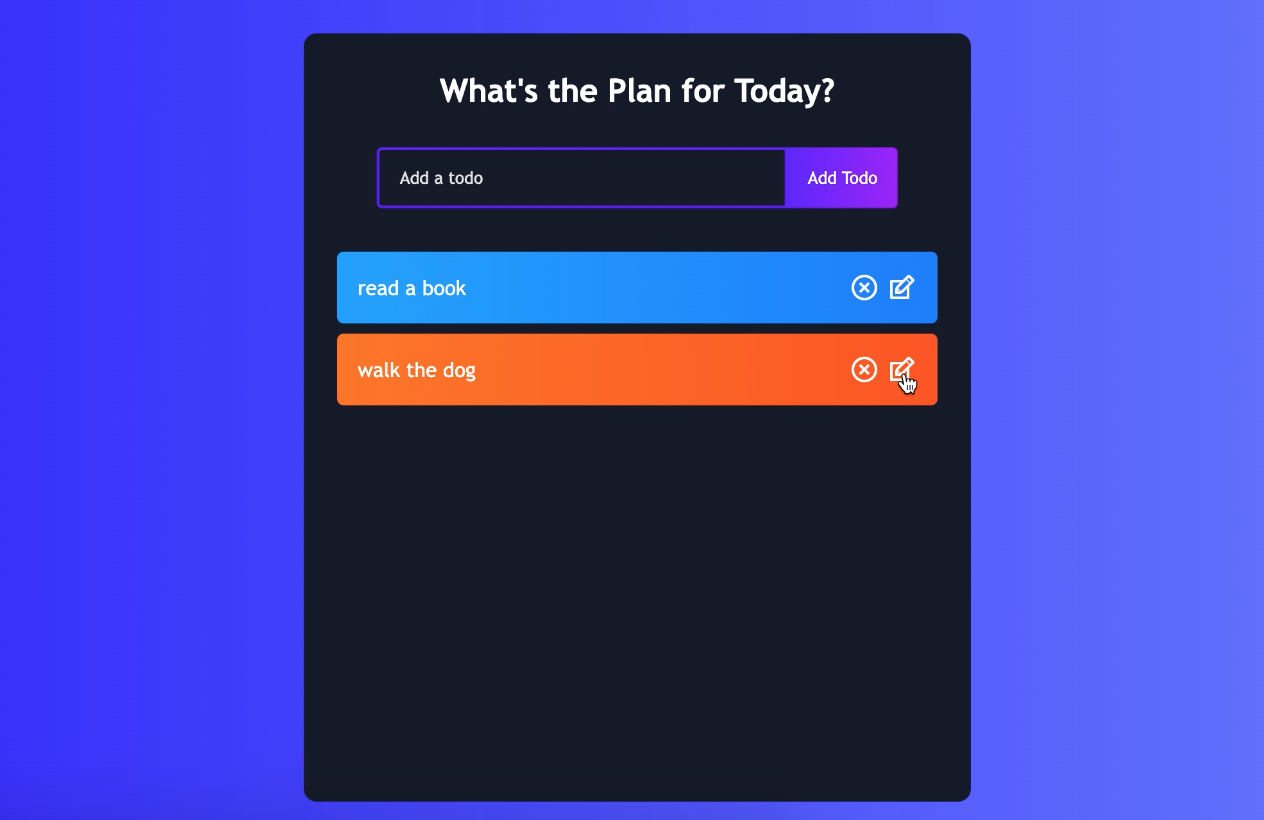 What's the Plan for Today?
Add a todo
Add Todo
read a book
walk the dog